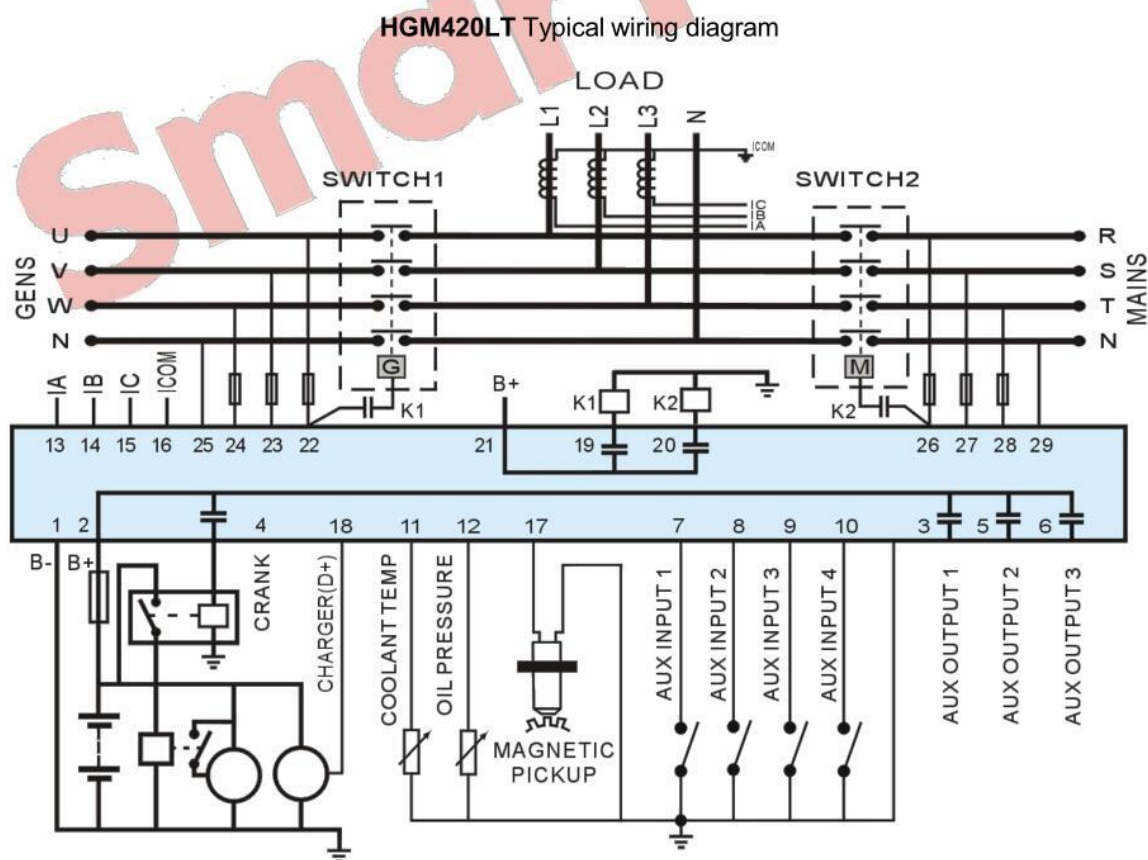 HGM420LT Typical wiring diagram
Smar
LOAD
L1 L2 L3 N
ICOM
SWITCH1
SWITCH2
IC
IB
IA
GENS
U
V
W
N
R
S
T
N
MAINS
G
M
IA IB IC ICOM
K1
B+
K1 K2
K2
13 14 15 16 25 24 23 22 21 19 20 26 27 28 29
1 2 4 18 11 12 17 7 8 9 10 3 5 6
B- B+
CRANK
CHARGER(D+)
COOLANT TEMP
OIL PRESSURE
MAGNETIC
PICKUP
AUX INPUT 1
AUX INPUT 2
AUX INPUT 3
AUX INPUT 4
AUX OUTPUT 1
AUX OUTPUT 2
AUX OUTPUT 3